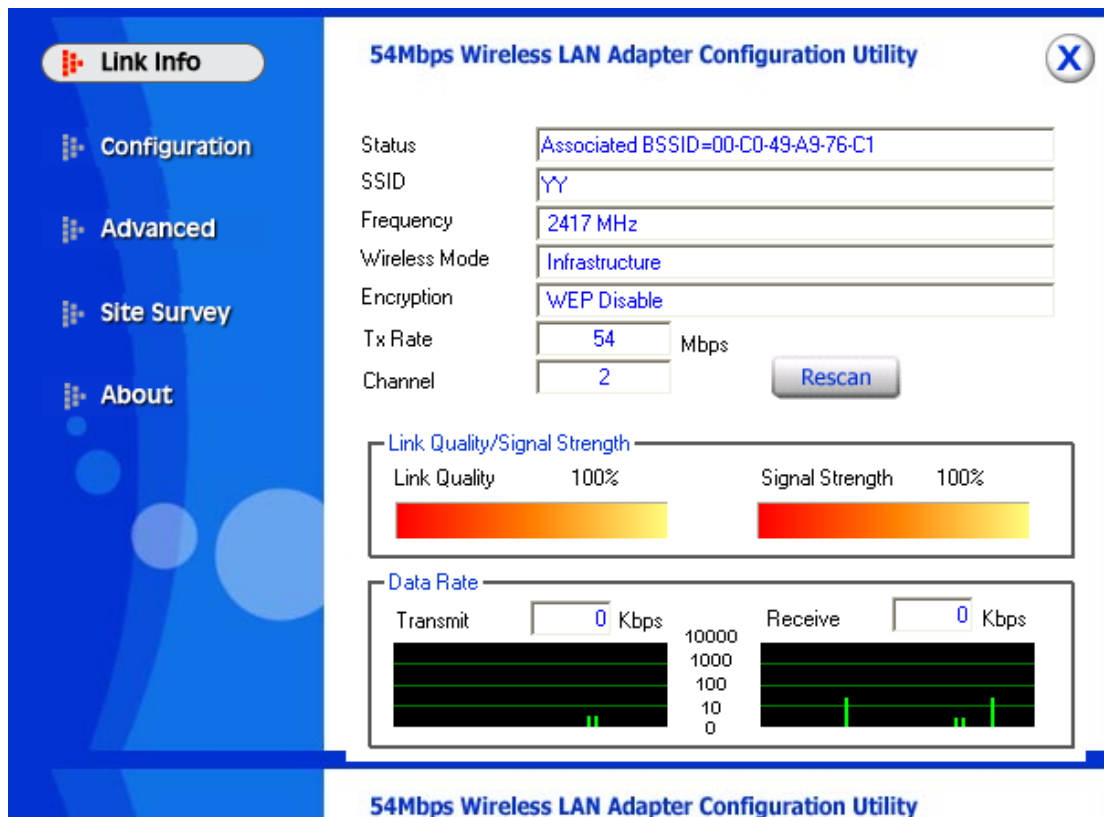 Link Info
Configuration
Advanced
Site Survey
About
54Mbps Wireless LAN Adapter Configuration Utility
X
Status Associated BSSID=00-C0-49-A9-76-C1
SSID YY
Frequency 2417 MHz
Wireless Mode Infrastructure
Encryption WEP Disable
Tx Rate 54 Mbps
Channel 2 Rescan
Link Quality/Signal Strength
Link Quality 100% Signal Strength 100%
Data Rate
Transmit 0 Kbps Receive 0 Kbps
10000
1000
100
10
0
54Mbps Wireless LAN Adapter Configuration Utility